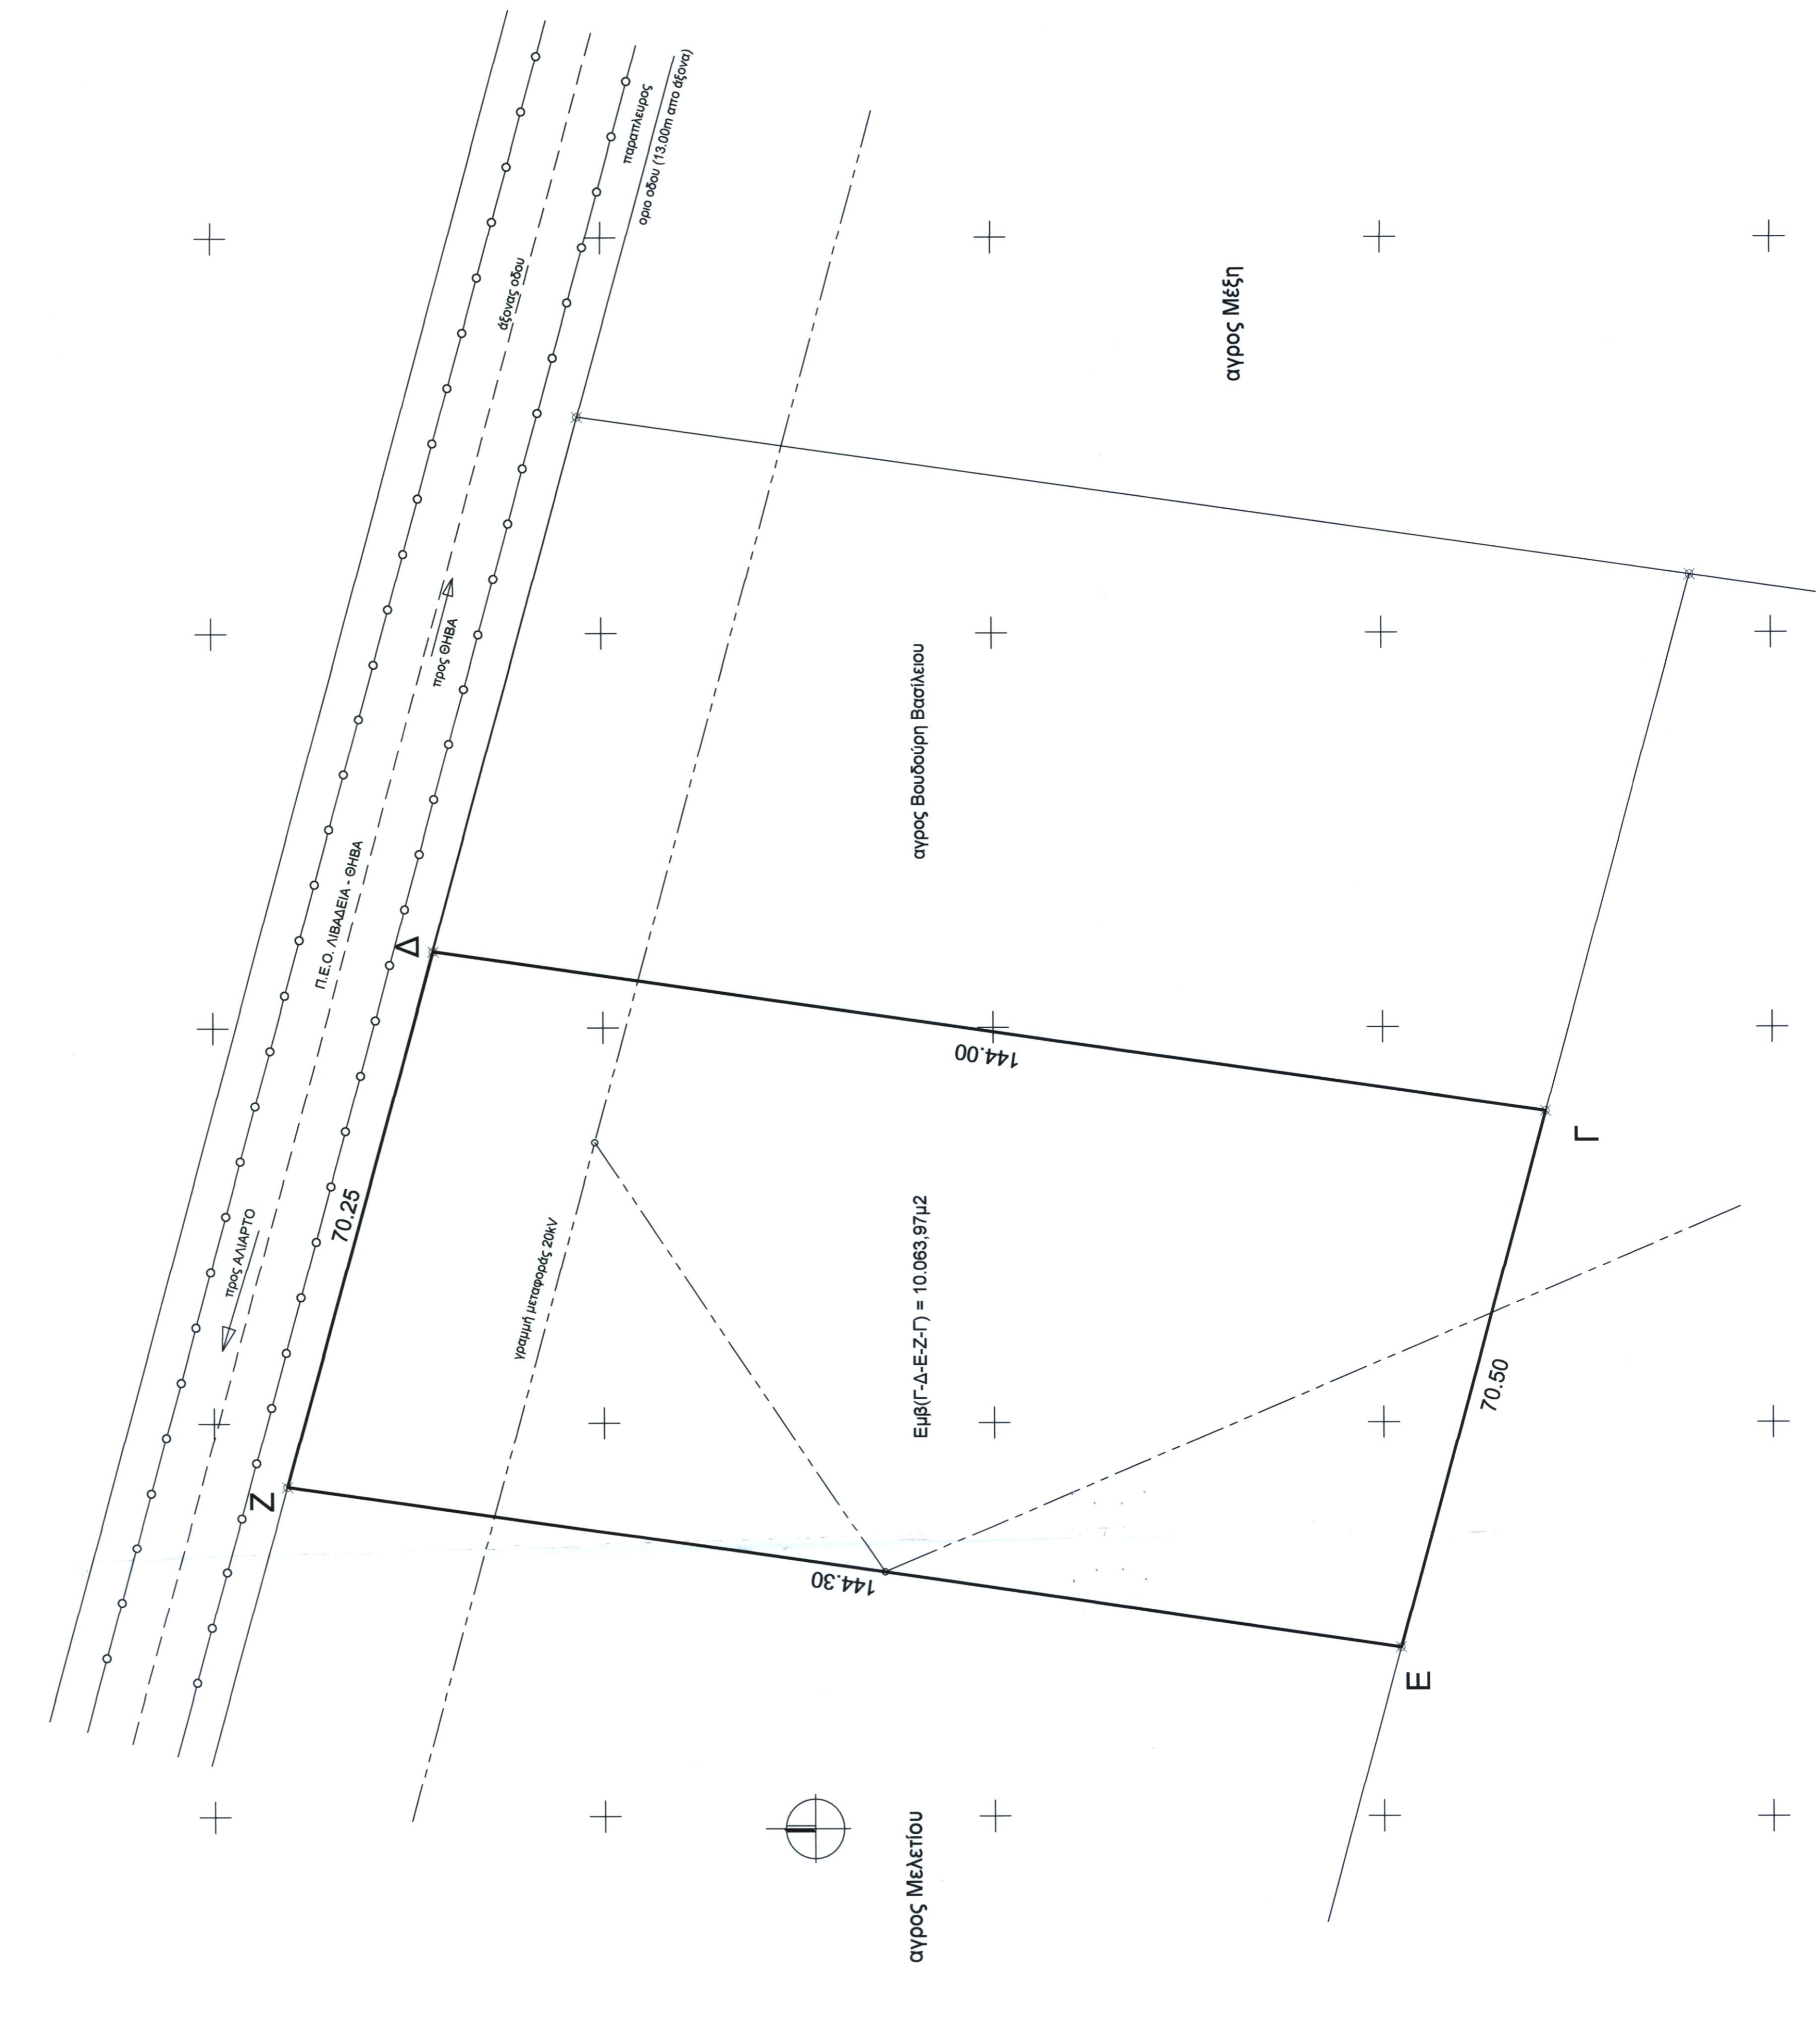 παραπλευρος
οριο οδου (13.00m απο άξονα)
άξονας οδου
προς ΘΗΒΑ
Π.Ε.Ο. ΛΙΒΑΔΕΙΑ - ΘΗΒΑ
προς ΑΛΙΑΡΤΟ
αγρος Μέξη
αγρος Βουδούρη Βασίλειου
Δ
144.00
Γ
70.25
γραμμή μεταφοράς 20kV
Εμβ(Γ-Δ-Ε-Ζ-Γ) = 10.063,97μ2
70.50
Ζ
144.30
Ε
αγρος Μελετίου